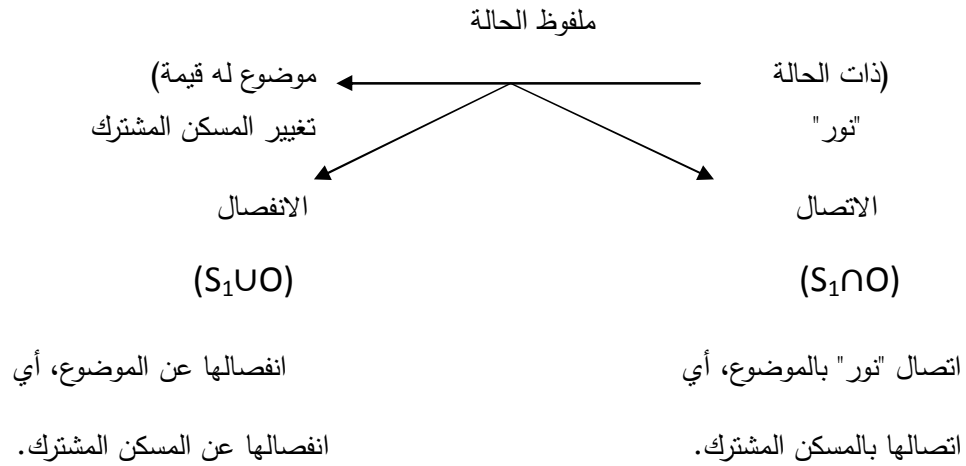 ملفوظ الحالة
(ذات الحالة موضوع له قيمة)
"نور" تغيير المسكن المشترك
الاتصال الانفصال
(S₁∩O) (S₁∪O)
اتصال "نور" بالموضوع، أي انفصالها عن الموضوع، أي
اتصالها بالمسكن المشترك. انفصالها عن المسكن المشترك.